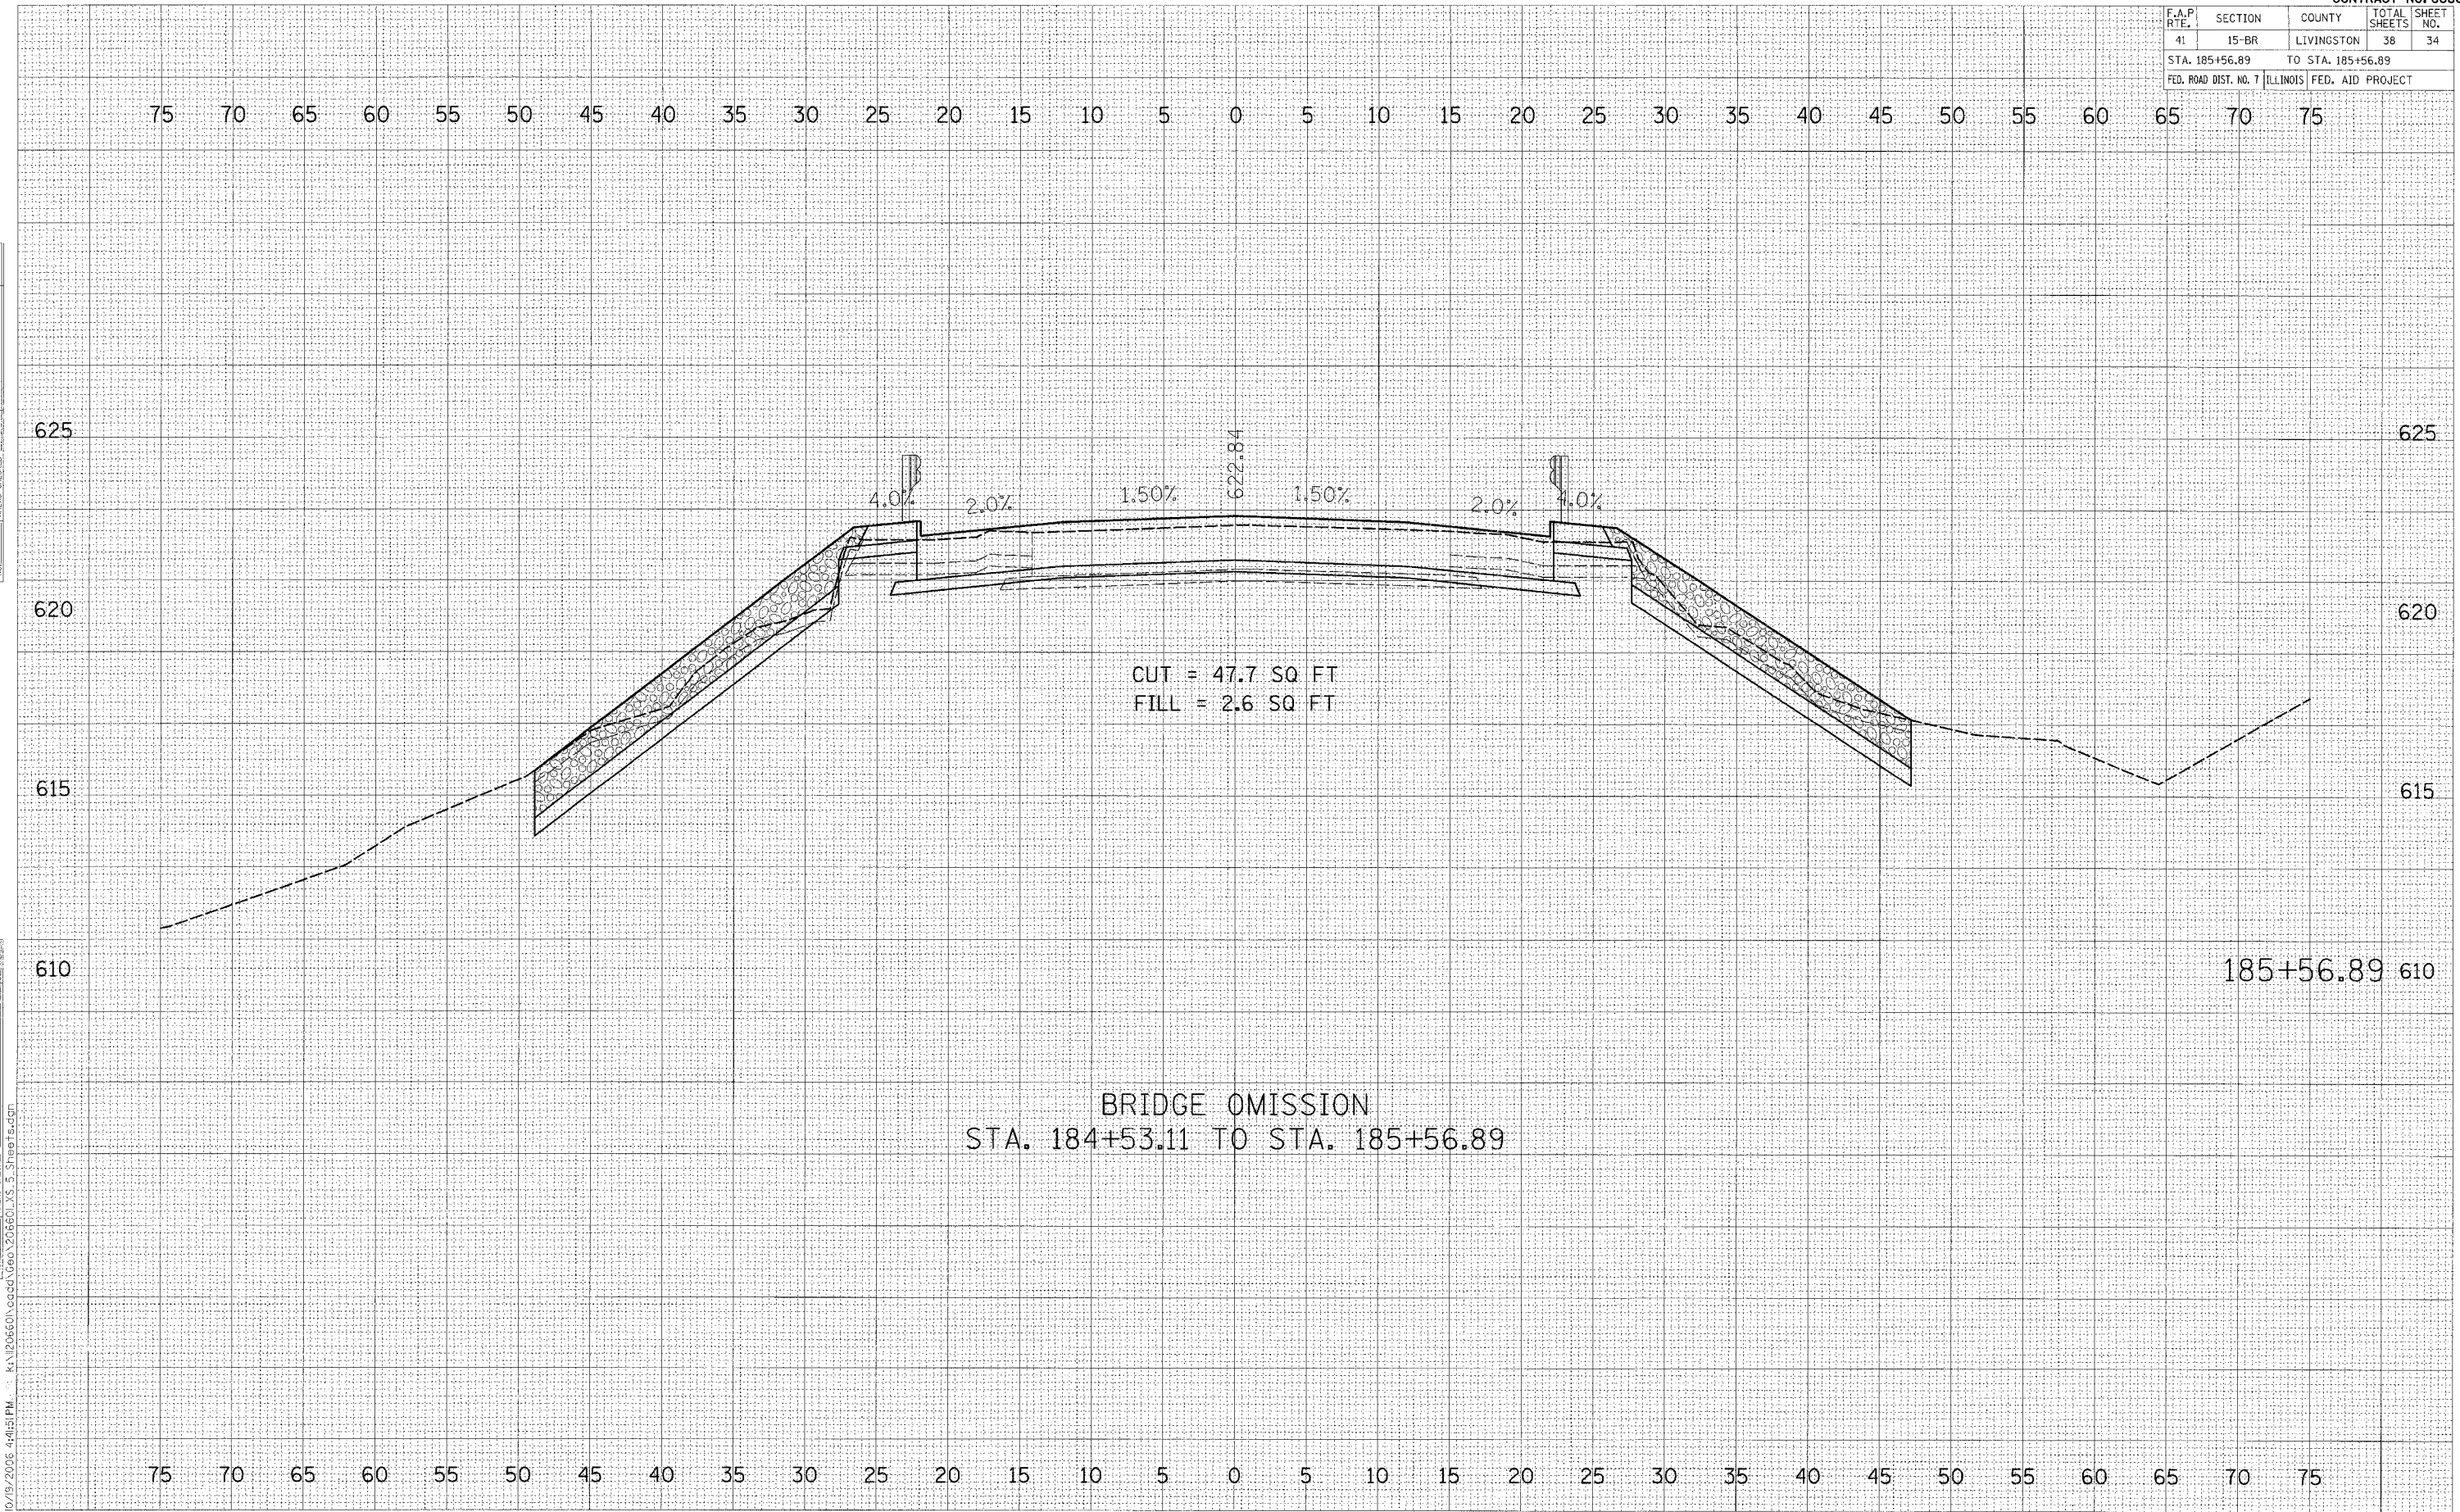 F.A.P RTE. SECTION COUNTY TOTAL SHEETS SHEET NO.
41 15-BR LIVINGSTON 38 34
STA. 185+56.89 TO STA. 185+56.89
FED. ROAD DIST. NO. 7 ILLINOIS FED. AID PROJECT
75 70 65 60 55 50 45 40 35 30 25 20 15 10 5 0 5 10 15 20 25 30 35 40 45 50 55 60 65 70 75
625 625
622.84
4.0% 2.0% 1.50% 1.50% 2.0% 4.0%
620 620
CUT = 47.7 SQ FT
FILL = 2.6 SQ FT
615 615
610 185+56.89 610
BRIDGE OMISSION
STA. 184+53.11 TO STA. 185+56.89
75 70 65 60 55 50 45 40 35 30 25 20 15 10 5 0 5 10 15 20 25 30 35 40 45 50 55 60 65 70 75
10/19/2006 4:41:51 PM